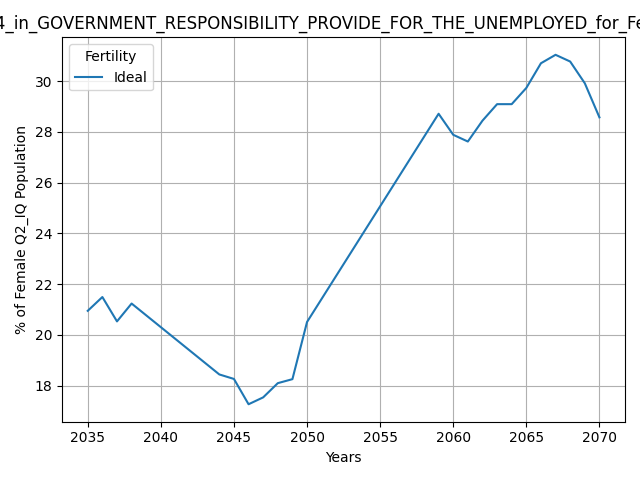 4_in_GOVERNMENT_RESPONSIBILITY_PROVIDE_FOR_THE_UNEMPLOYED_for_Fe
Fertility
Ideal
% of Female Q2_IQ Population
30
28
26
24
22
20
18
2035 2040 2045 2050 2055 2060 2065 2070
Years